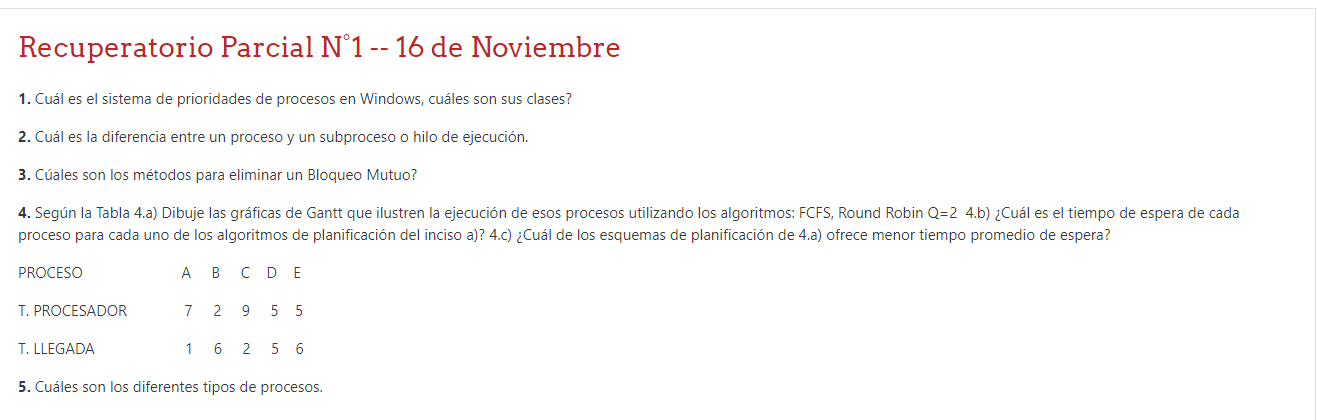 Recuperatorio Parcial N°1 -- 16 de Noviembre
1. Cuál es el sistema de prioridades de procesos en Windows, cuáles son sus clases?
2. Cuál es la diferencia entre un proceso y un subproceso o hilo de ejecución.
3. Cúales son los métodos para eliminar un Bloqueo Mutuo?
4. Según la Tabla 4.a) Dibuje las gráficas de Gantt que ilustren la ejecución de esos procesos utilizando los algoritmos: FCFS, Round Robin Q=2 4.b) ¿Cuál es el tiempo de espera de cada
proceso para cada uno de los algoritmos de planificación del inciso a)? 4.c) ¿Cuál de los esquemas de planificación de 4.a) ofrece menor tiempo promedio de espera?
PROCESO A B C D E
T. PROCESADOR 7 2 9 5 5
T. LLEGADA 1 6 2 5 6
5. Cuáles son los diferentes tipos de procesos.